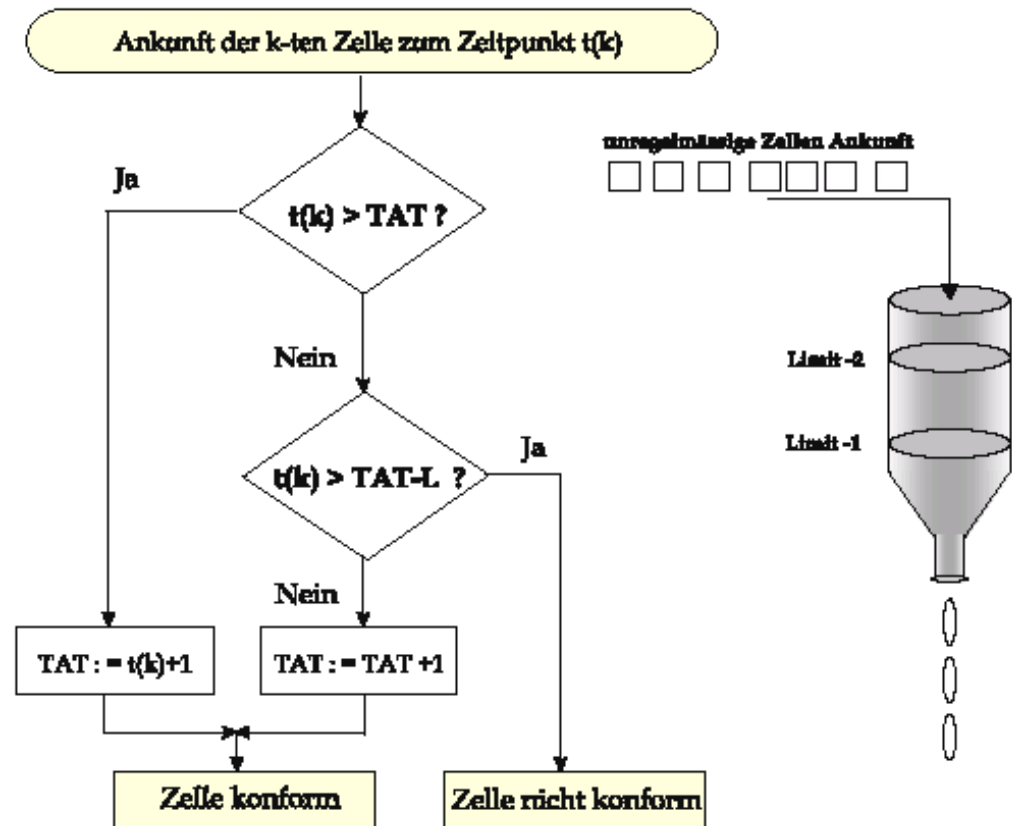 Ankunft der k-ten Zelle zum Zeitpunkt t(k)
unregelmässige Zellen Ankunft
Ja
t(k) > TAT ?
Nein
Limit -2
Limit -1
Ja
t(k) > TAT-L ?
Nein
TAT : = t(k)+1
TAT : = TAT +1
Zelle konform
Zelle nicht konform